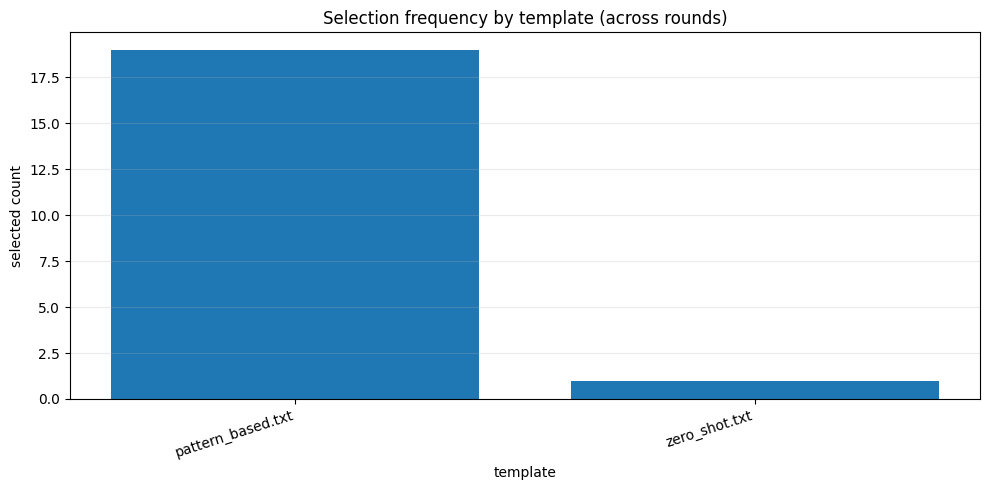 Selection frequency by template (across rounds)
17.5
15.0
12.5
10.0
7.5
5.0
2.5
0.0
selected count
pattern_based.txt
zero_shot.txt
template